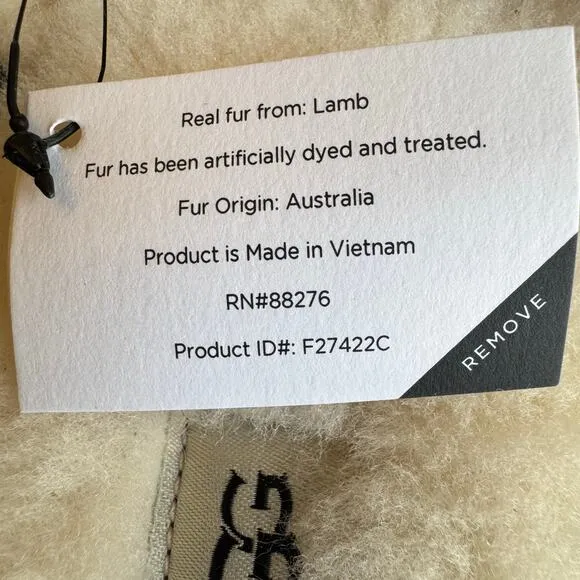 Real fur from: Lamb
Fur has been artificially dyed and treated.
Fur Origin: Australia
Product is Made in Vietnam
RN#88276
Product ID#: F27422C
REMOVE